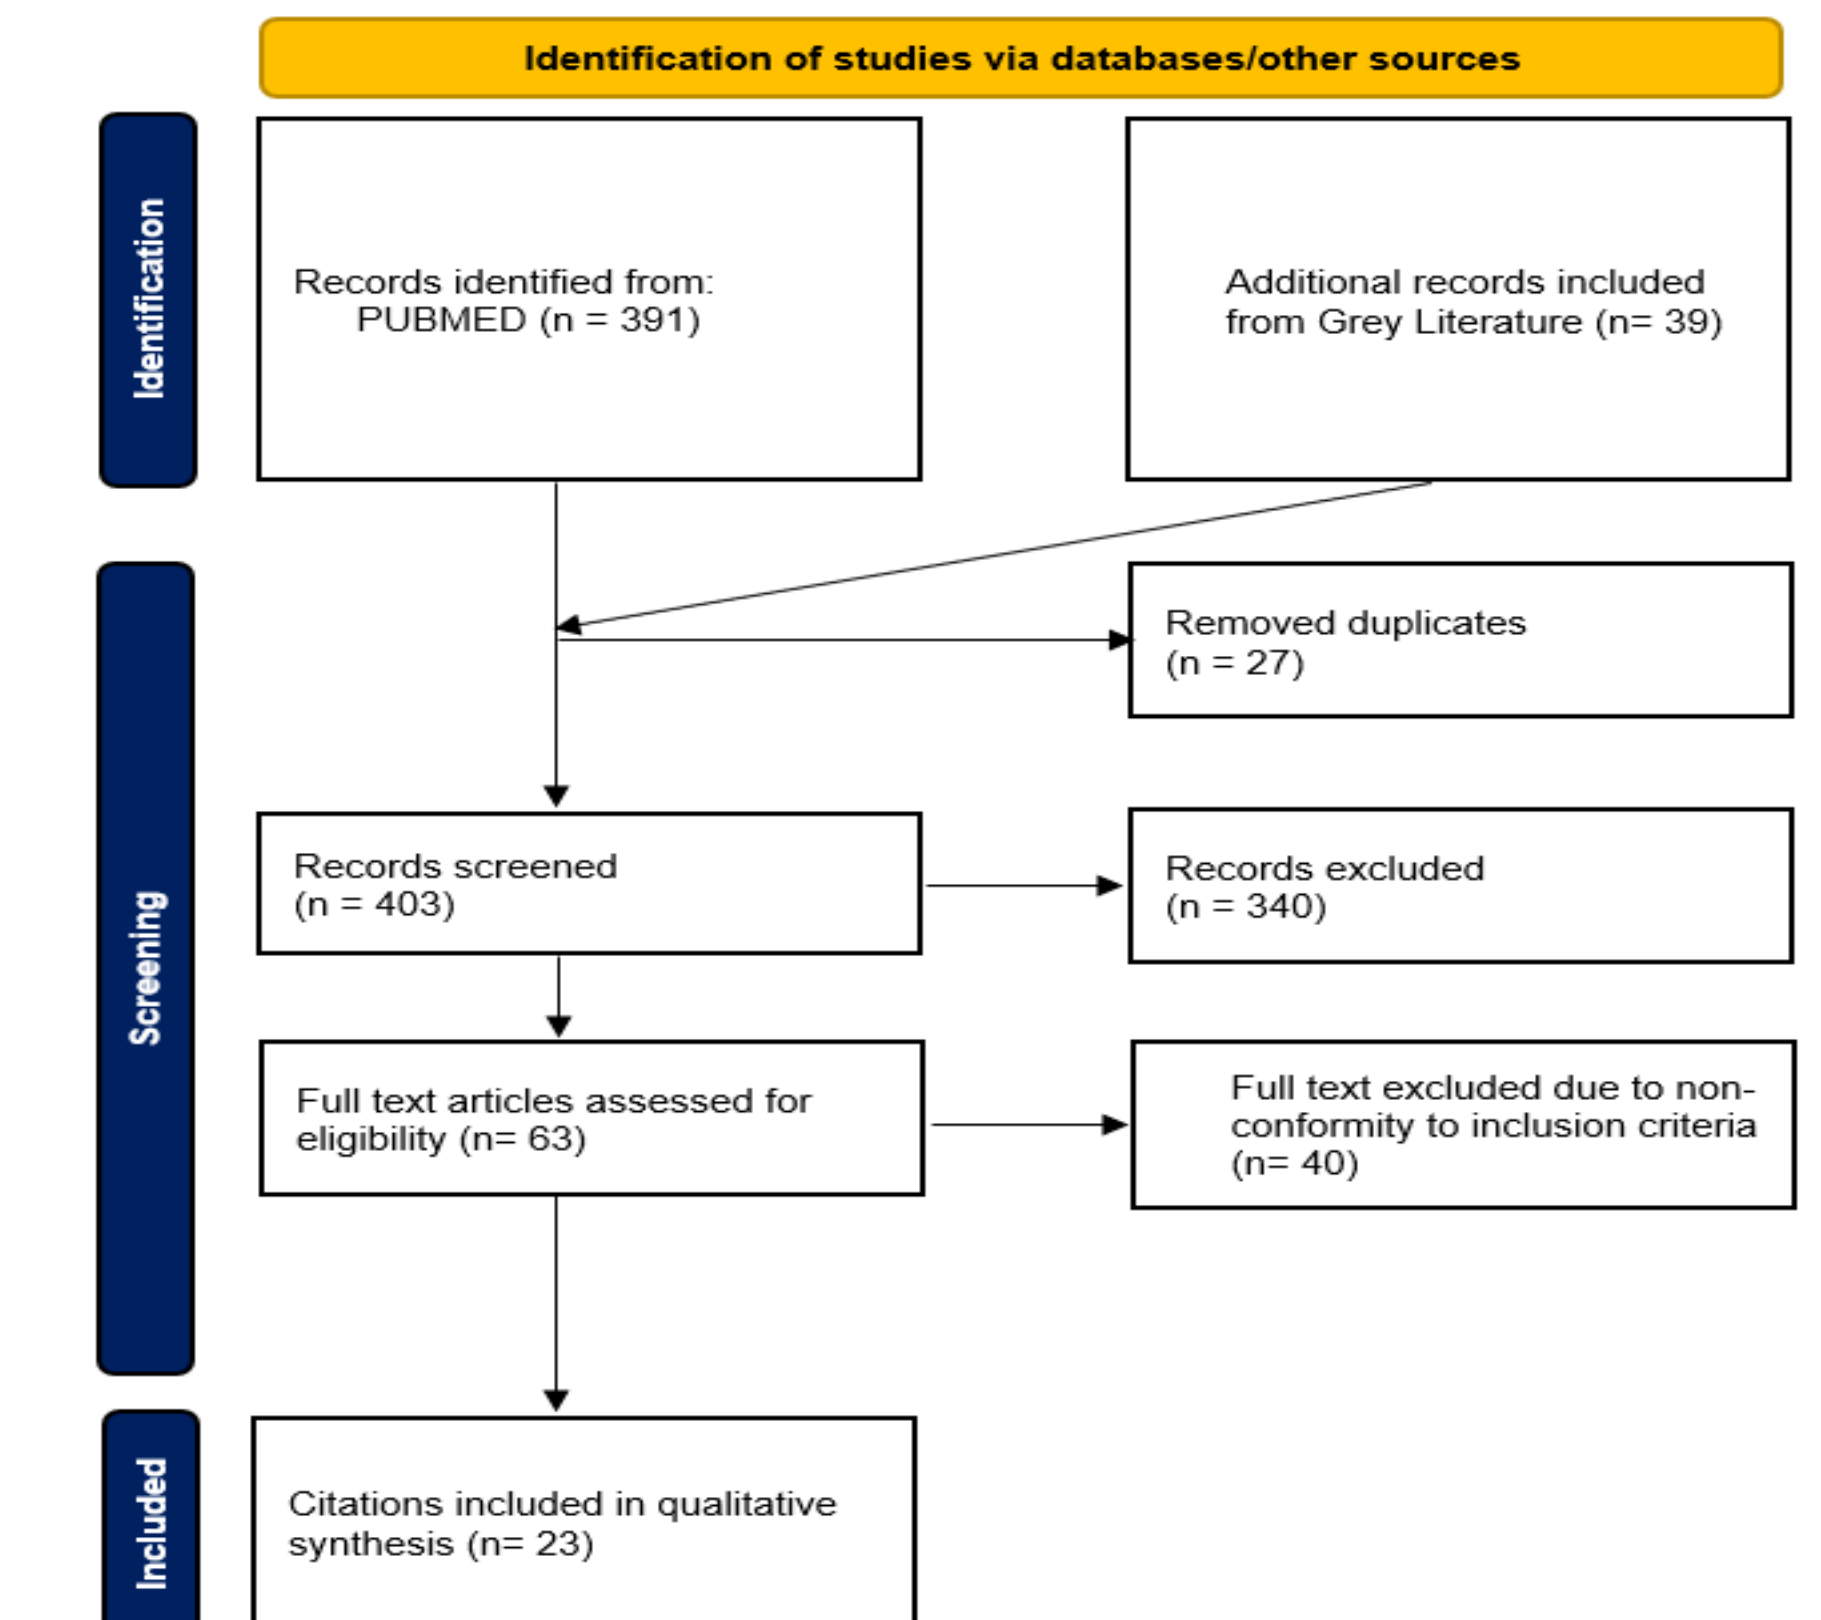 Identification of studies via databases/other sources
Identification
Records identified from:
PUBMED (n = 391)
Additional records included
from Grey Literature (n= 39)
Screening
Removed duplicates
(n = 27)
Records screened
(n = 403)
Records excluded
(n = 340)
Full text articles assessed for
eligibility (n= 63)
Full text excluded due to non-
conformity to inclusion criteria
(n= 40)
Included
Citations included in qualitative
synthesis (n= 23)